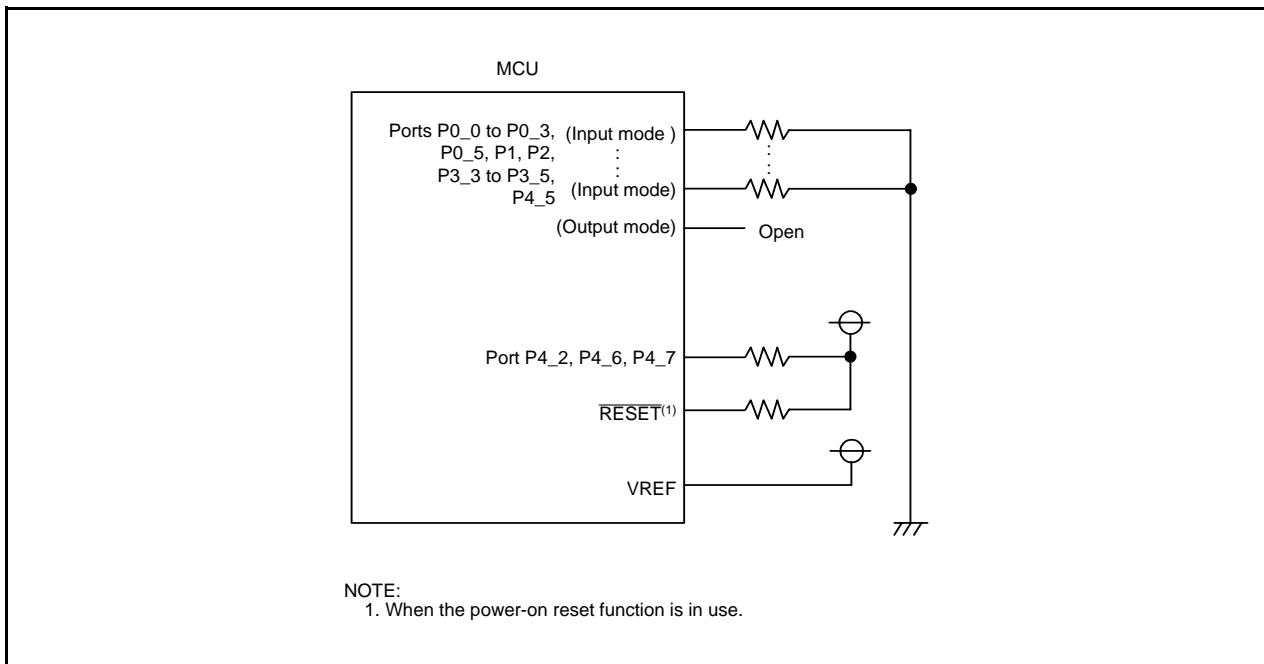 MCU
Ports P0_0 to P0_3, (Input mode )
P0_5, P1, P2,
P3_3 to P3_5,
P4_5 (Input mode)
(Output mode) Open
Port P4_2, P4_6, P4_7
RESET(1)
VREF
NOTE:
1. When the power-on reset function is in use.